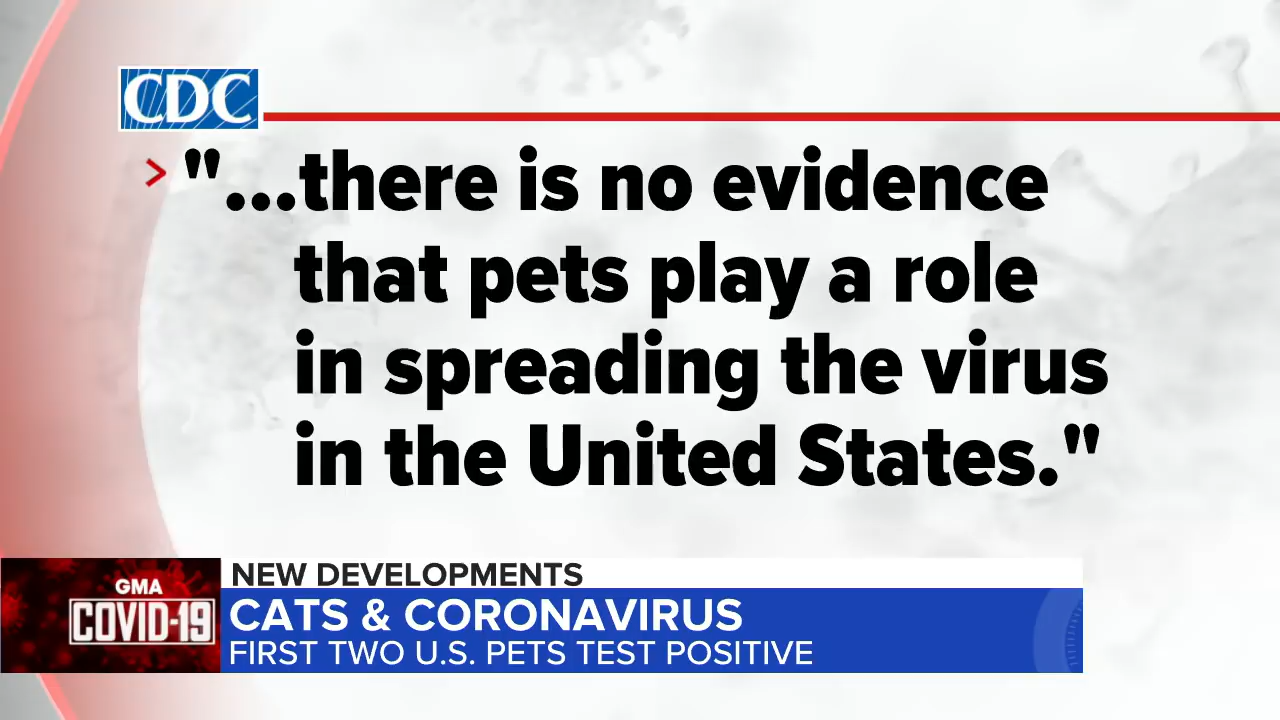 CDC
> "...there is no evidence
that pets play a role
in spreading the virus
in the United States."
NEW DEVELOPMENTS
GMA
COVID-19
CATS & CORONAVIRUS
FIRST TWO U.S. PETS TEST POSITIVE